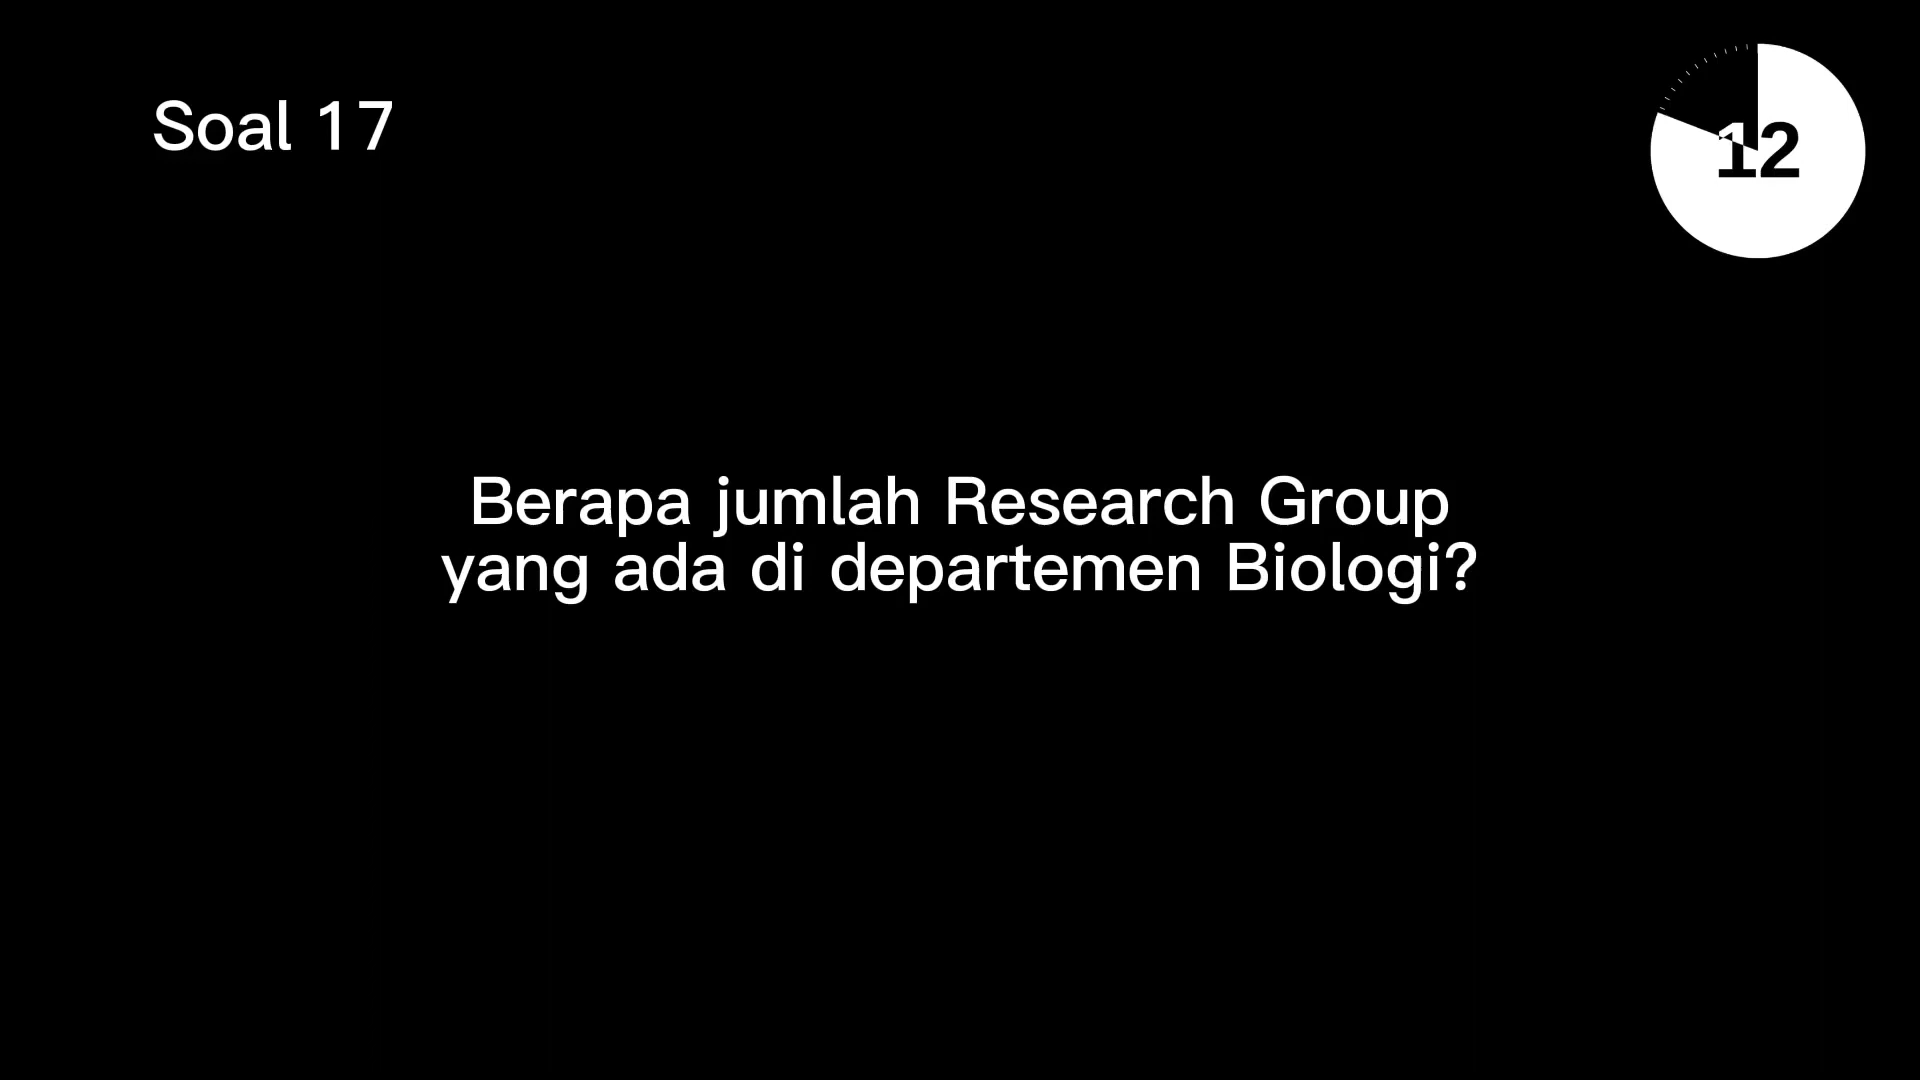 Soal 17
12
Berapa jumlah Research Group
yang ada di departemen Biologi?